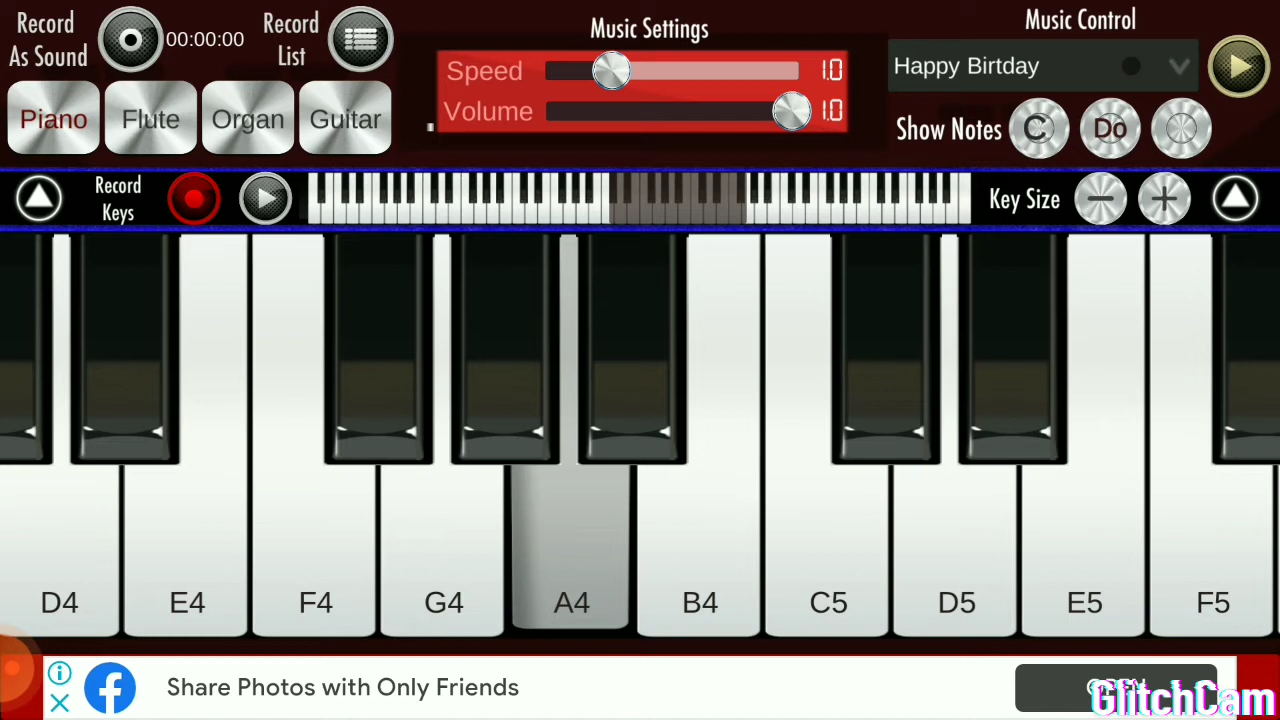 Record
As Sound
00:00:00
Record
List
Music Settings
Speed 1.0
Volume 1.0
Music Control
Happy Birtday
Show Notes C Do
Piano Flute Organ Guitar
Record
Keys
Key Size
D4 E4 F4 G4 A4 B4 C5 D5 E5 F5
Share Photos with Only Friends
GlitchCam